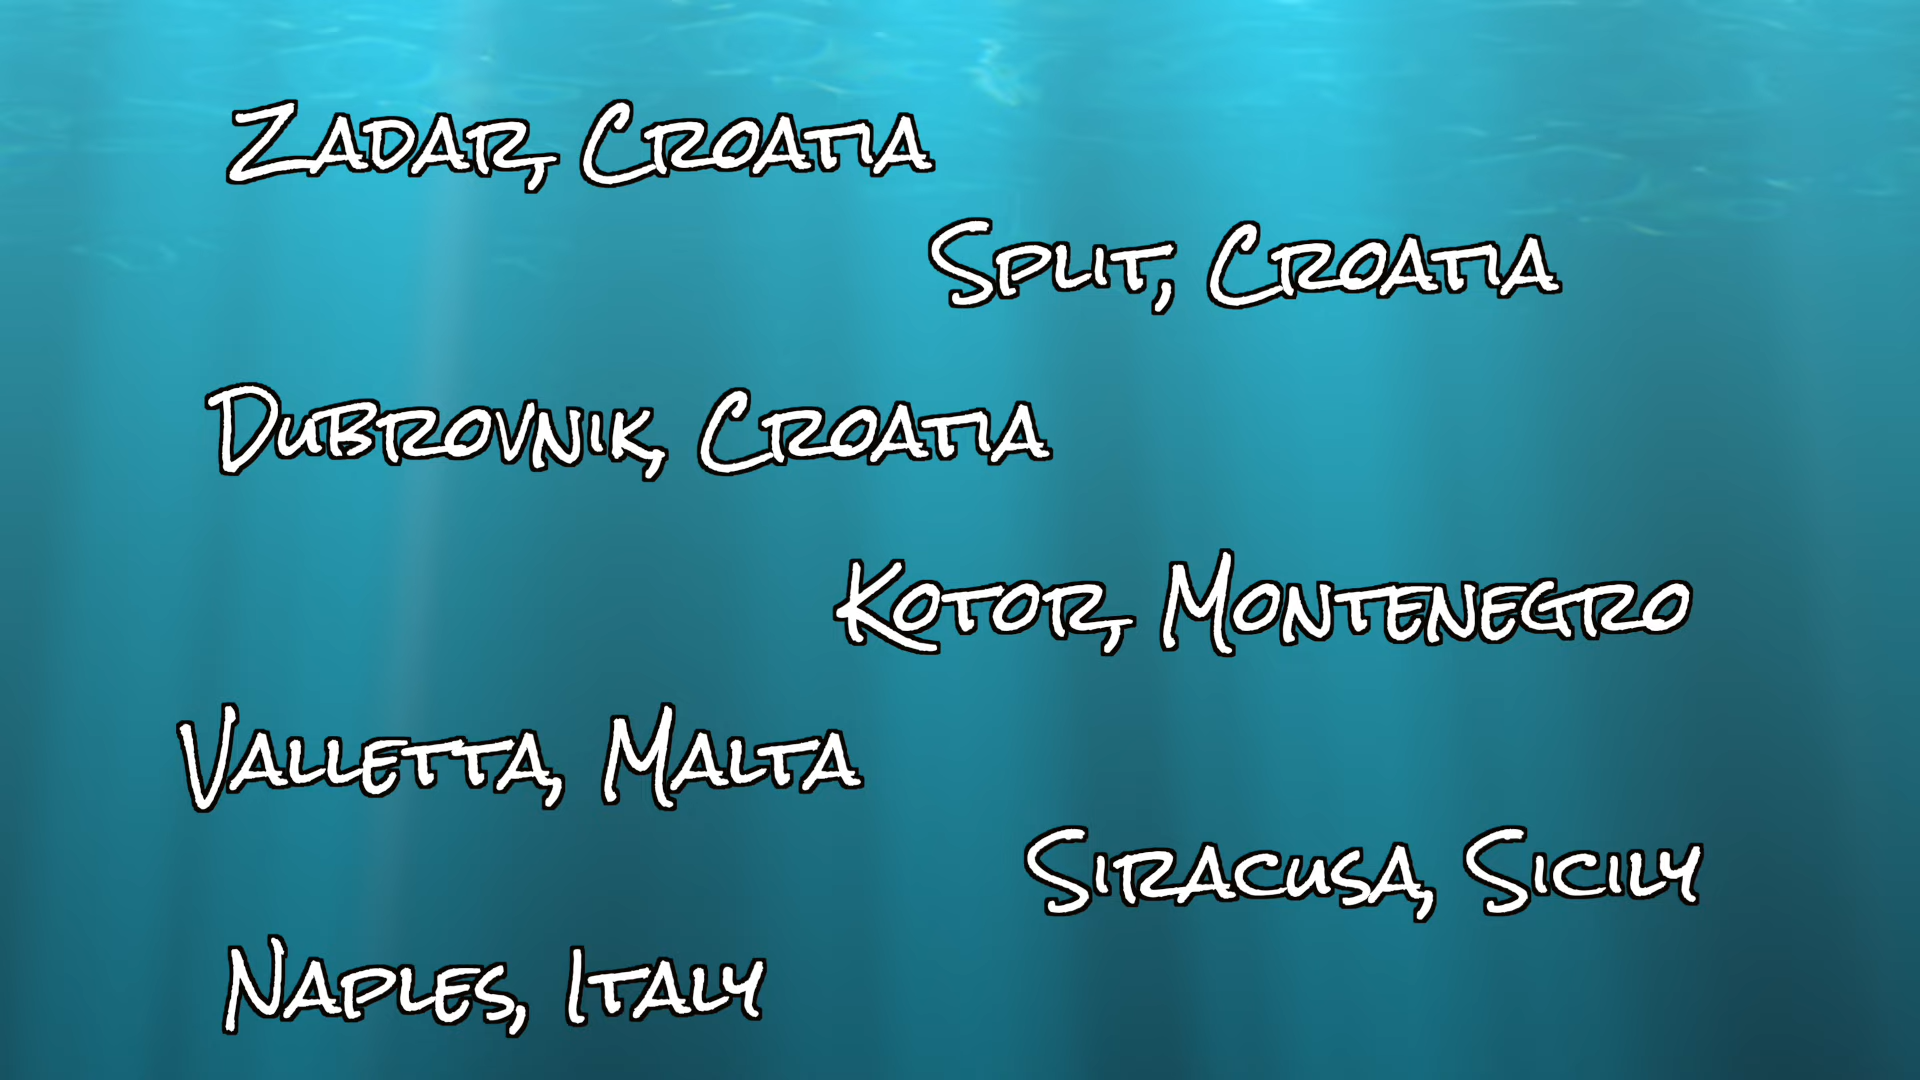 Zadar, Croatia
Split, Croatia
Dubrovnik, Croatia
Kotor, Montenegro
Valletta, Malta
Siracusa, Sicily
Naples, Italy